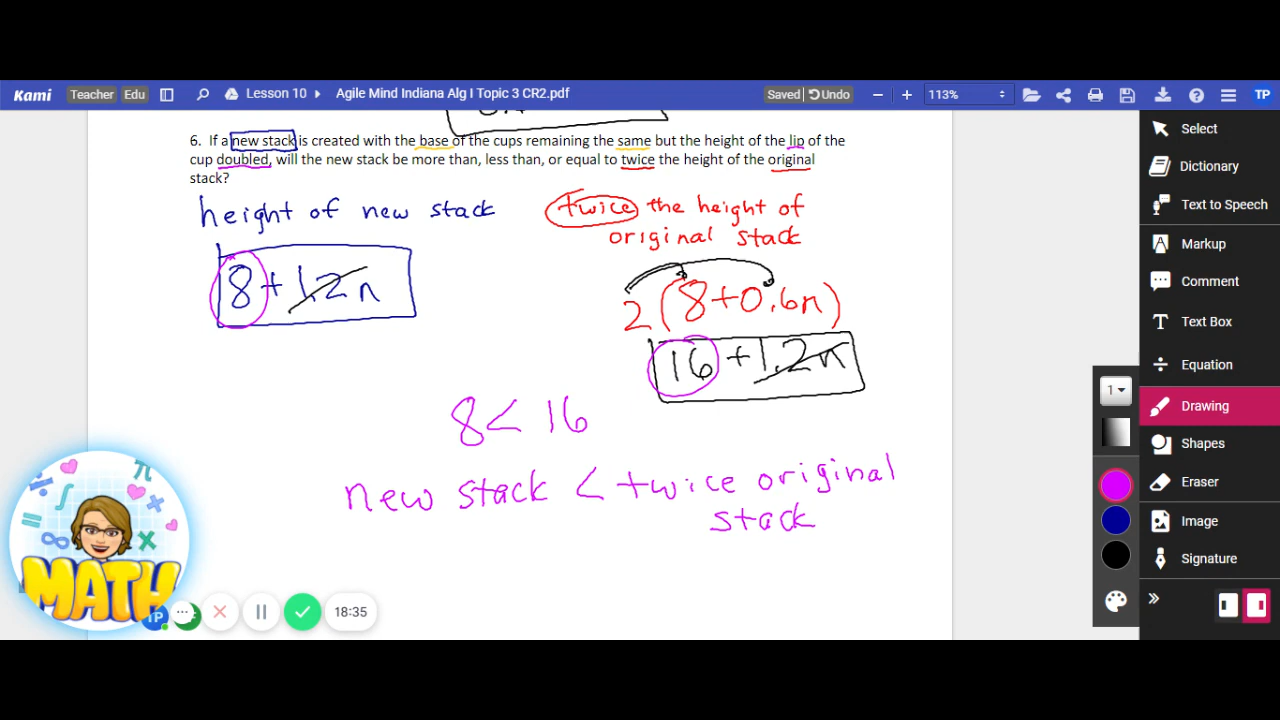 Kami Teacher Edu Lesson 10 Agile Mind Indiana Alg I Topic 3 CR2.pdf Saved Undo 113% TP
6. If a new stack is created with the base of the cups remaining the same but the height of the lip of the
cup doubled, will the new stack be more than, less than, or equal to twice the height of the original
stack?
height of new stack
8 + 1.2n
twice the height of
original stack
2(8+0.6n)
16 + 1.2n
8 < 16
new stack < twice original
stack
Select
Dictionary
Text to Speech
Markup
Comment
Text Box
Equation
1
Drawing
Shapes
Eraser
Image
Signature
MATH
TP
18:35